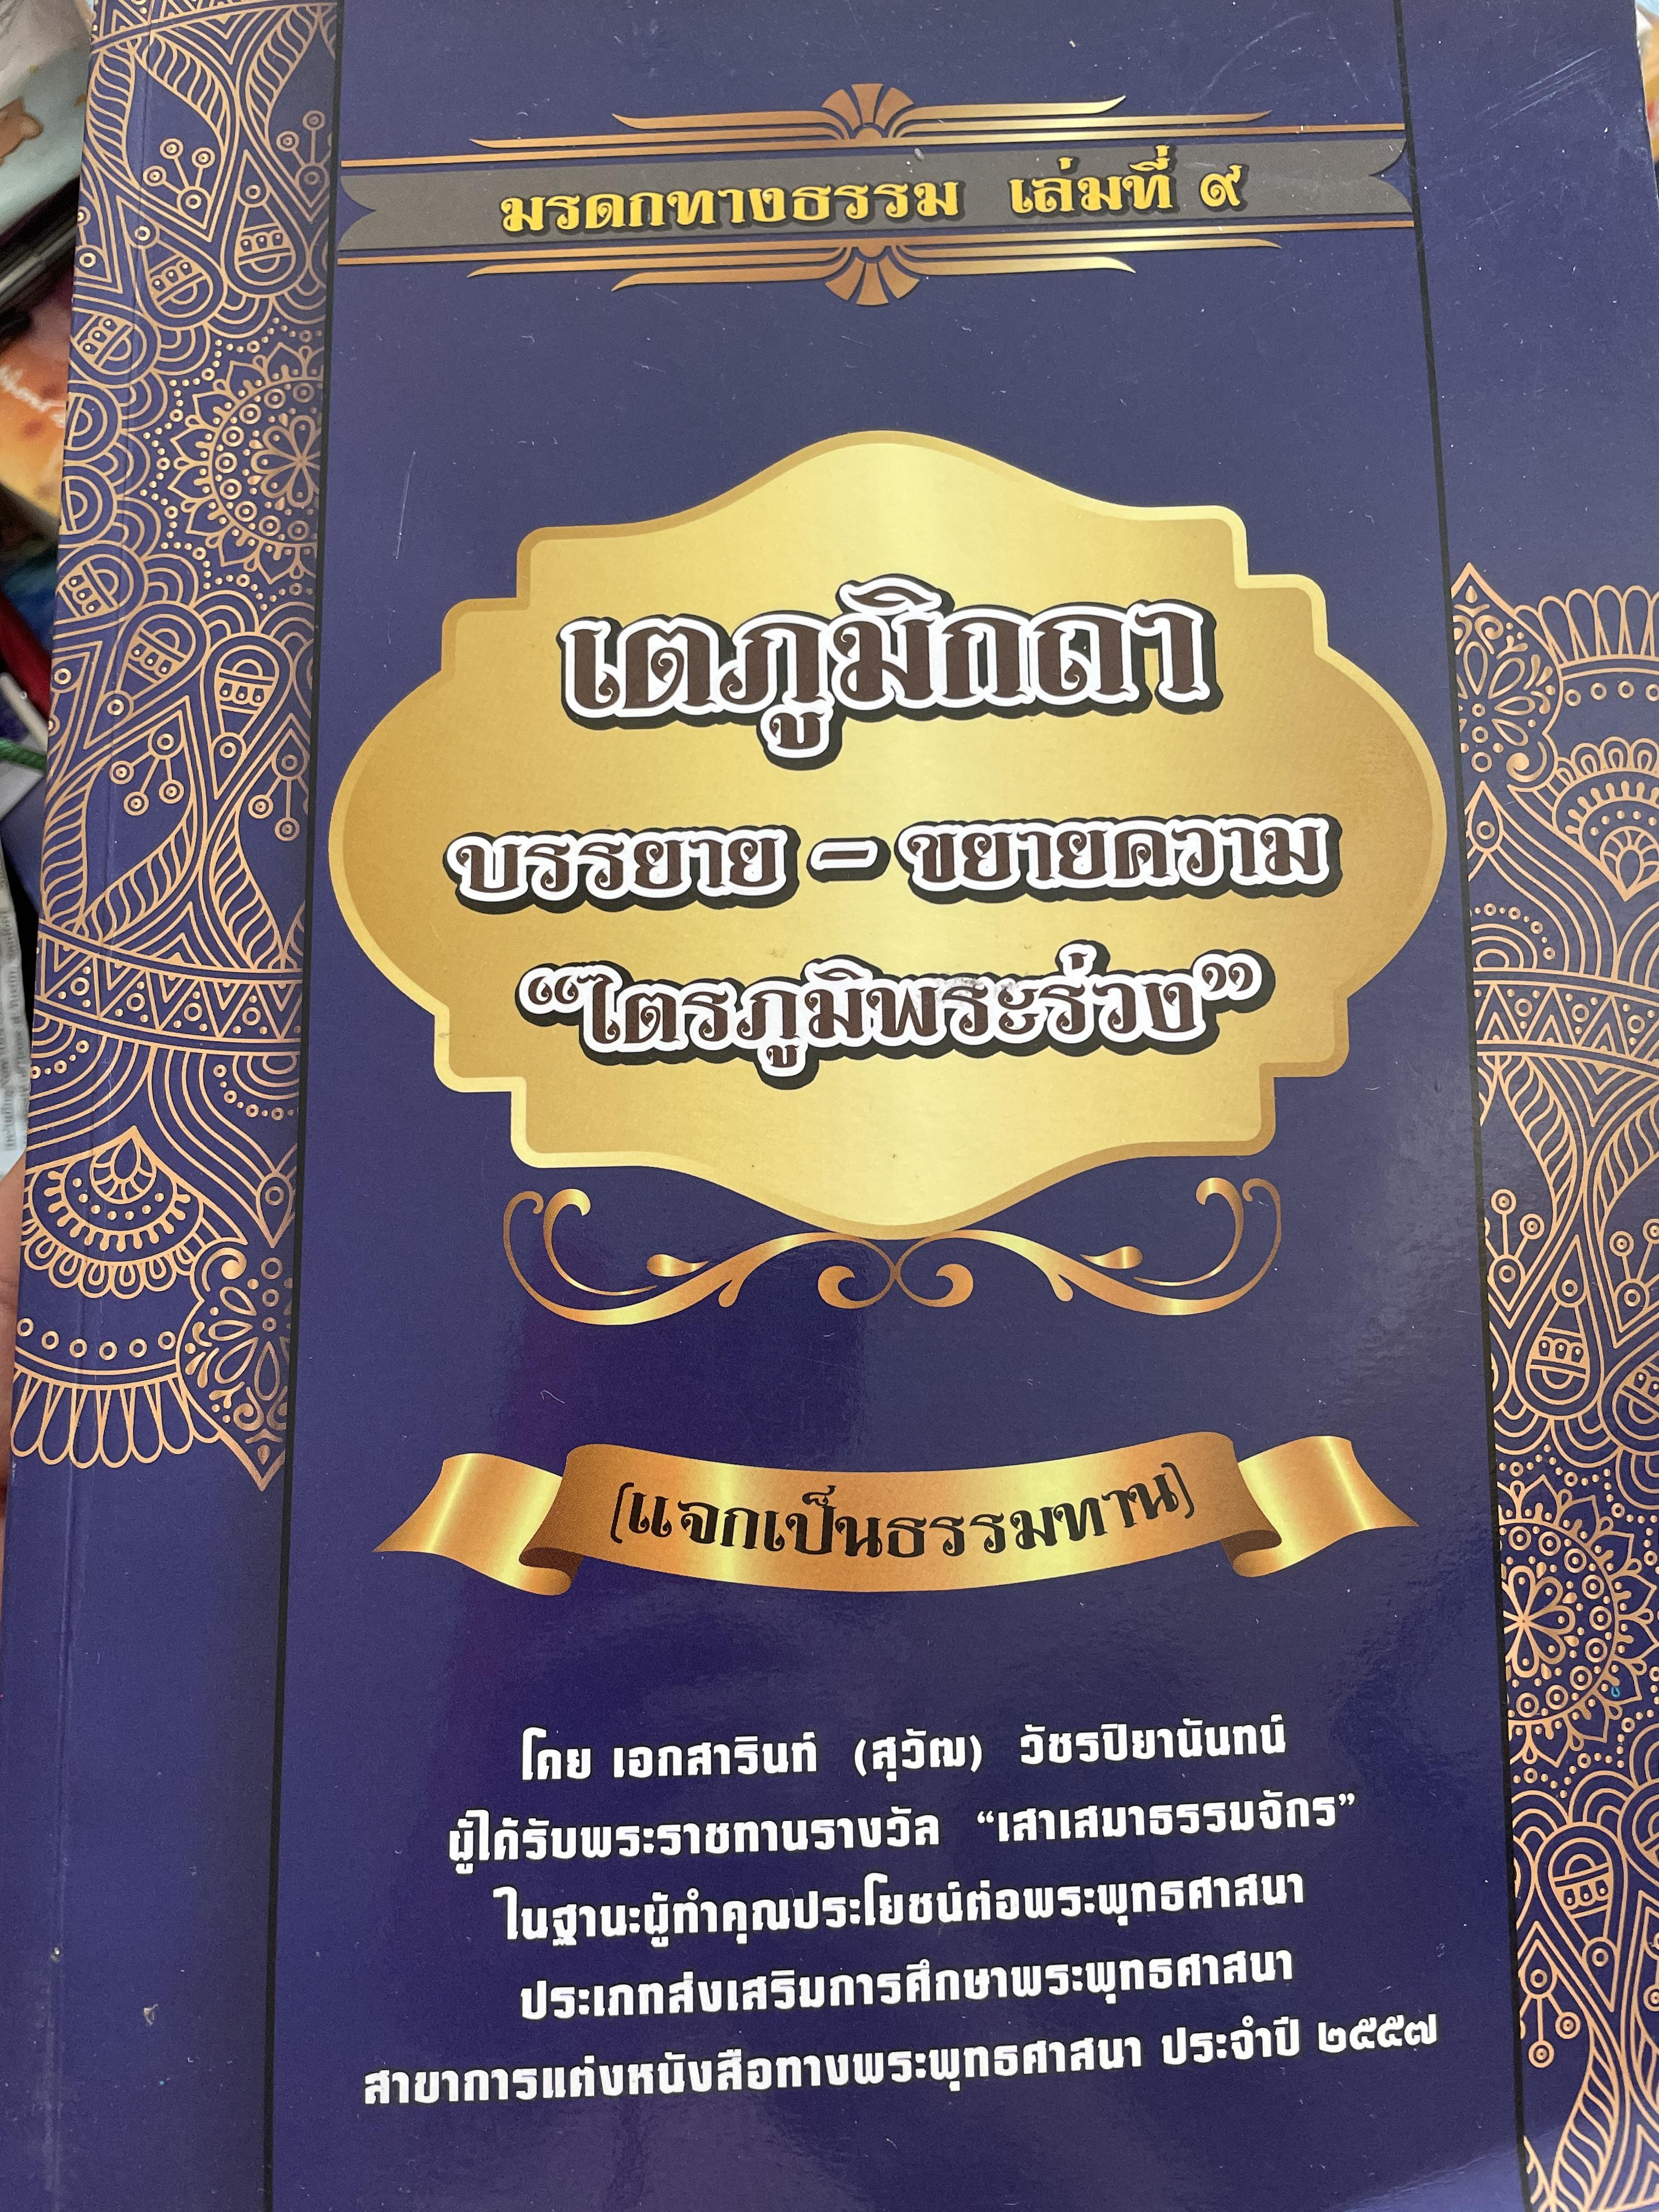 มรดกทางธรรม เล่มที่ ๙
เตภูมิกถา
บรรยาย – ขยายความ
“ไตรภูมิพระร่วง”
(แจกเป็นธรรมทาน)
โดย เอกสารินท์ (สุวัฒ) วัชรปิยานันทน์
ผู้ได้รับพระราชทานรางวัล “เสาเสมาธรรมจักร”
ในฐานะผู้ทำคุณประโยชน์ต่อพระพุทธศาสนา
ประเภทส่งเสริมการศึกษาพระพุทธศาสนา
สาขาการแต่งหนังสือทางพระพุทธศาสนา ประจำปี ๒๕๕๗